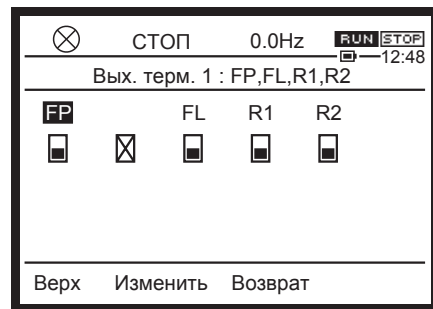 СТОП 0.0Hz RUN STOP
12:48
Вых. терм. 1 : FP,FL,R1,R2
FP FL R1 R2
Верх Изменить Возврат